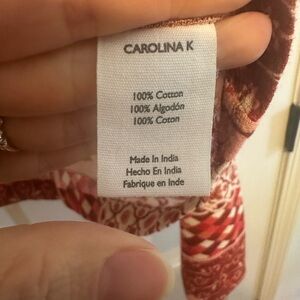 CAROLINA K
100% Cotton
100% Algodón
100% Coton
Made In India
Hecho En India
Fabrique en Inde